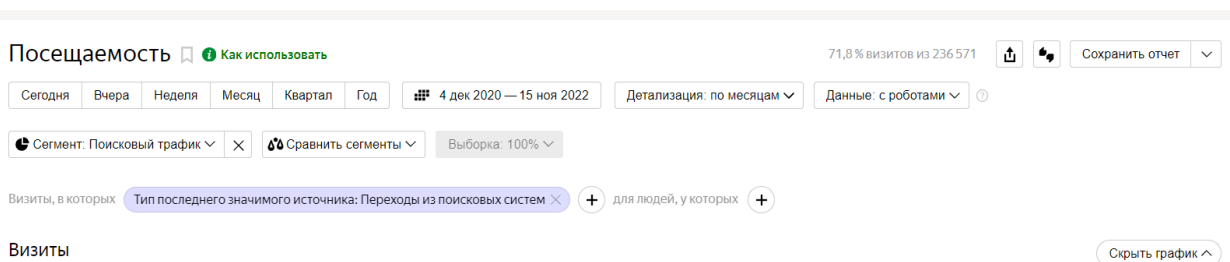 Посещаемость Как использовать 71,8 % визитов из 236 571 Сохранить отчет
Сегодня Вчера Неделя Месяц Квартал Год 4 дек 2020 — 15 ноя 2022 Детализация: по месяцам Данные: с роботами
Сегмент: Поисковый трафик Сравнить сегменты Выборка: 100%
Визиты, в которых Тип последнего значимого источника: Переходы из поисковых систем для людей, у которых
Визиты Скрыть график